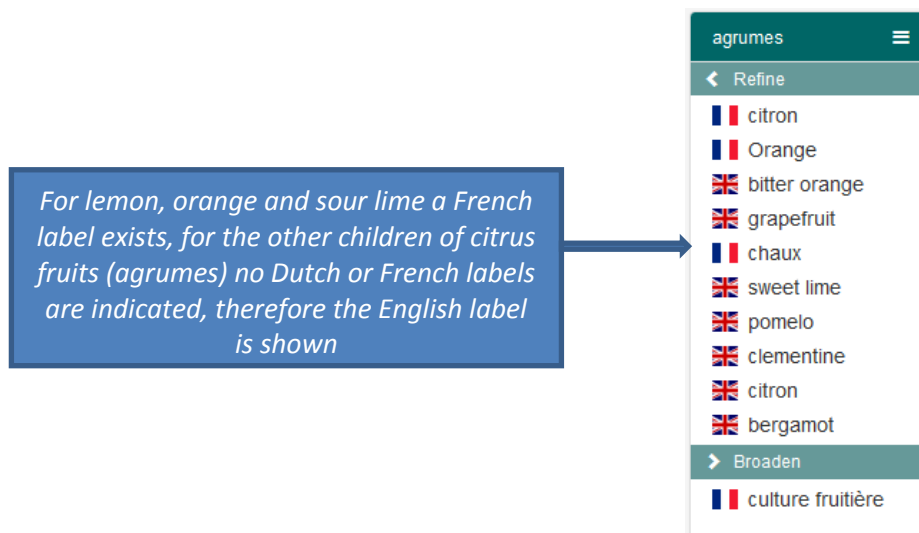 agrumes
Refine
citron
Orange
bitter orange
grapefruit
chaux
sweet lime
pomelo
clementine
citron
bergamot
Broaden
culture fruitière
For lemon, orange and sour lime a French
label exists, for the other children of citrus
fruits (agrumes) no Dutch or French labels
are indicated, therefore the English label
is shown